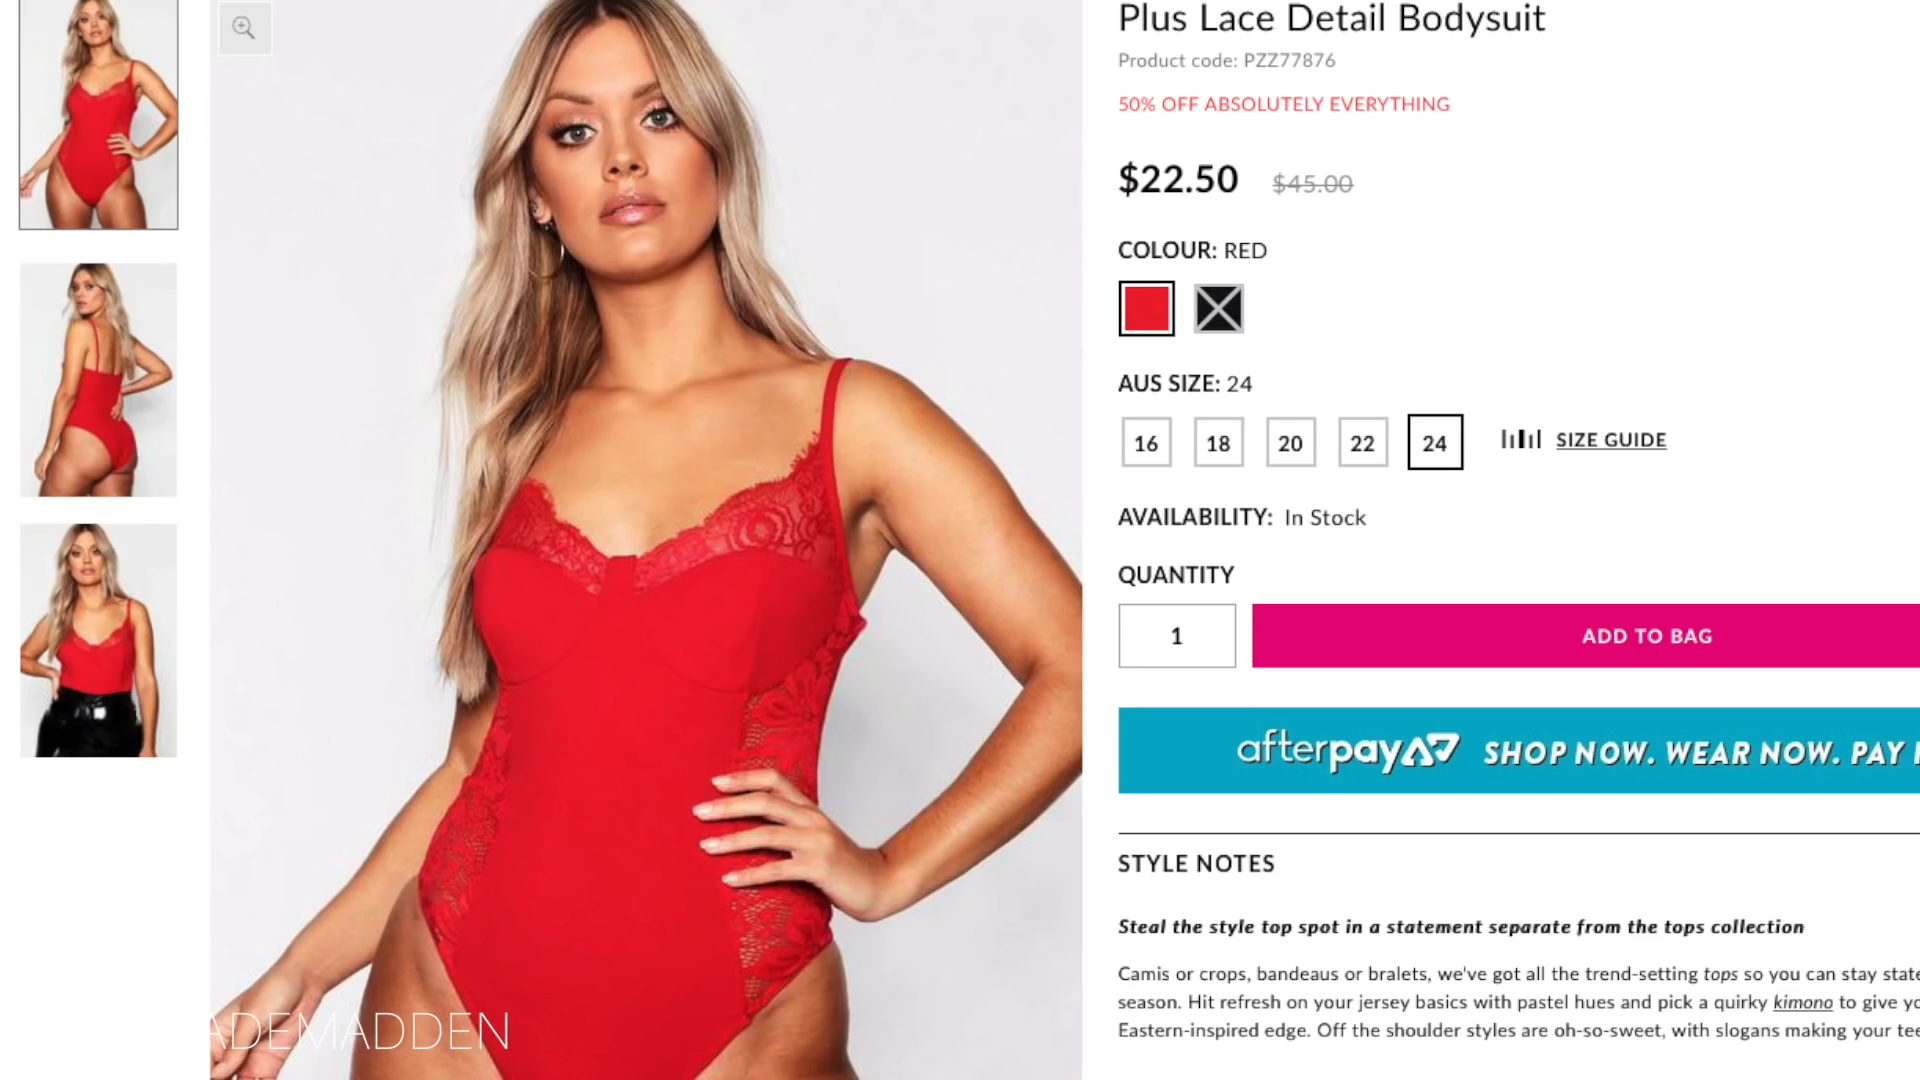 Plus Lace Detail Bodysuit
Product code: PZZ77876
50% OFF ABSOLUTELY EVERYTHING
$22.50 $45.00
COLOUR: RED
AUS SIZE: 24
16 18 20 22 24 SIZE GUIDE
AVAILABILITY: In Stock
QUANTITY
1 ADD TO BAG
afterpay SHOP NOW. WEAR NOW. PAY
STYLE NOTES
Steal the style top spot in a statement separate from the tops collection
Camis or crops, bandeaus or bralets, we've got all the trend-setting tops so you can stay
season. Hit refresh on your jersey basics with pastel hues and pick a quirky kimono to give
Eastern-inspired edge. Off the shoulder styles are oh-so-sweet, with slogans making your
ADEMADDEN